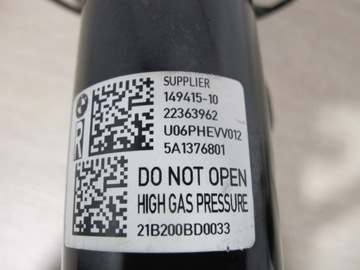 SUPPLIER
149415-10
22363962
U06PHEVV012
5A1376801
R
DO NOT OPEN
HIGH GAS PRESSURE
21B200BD0033